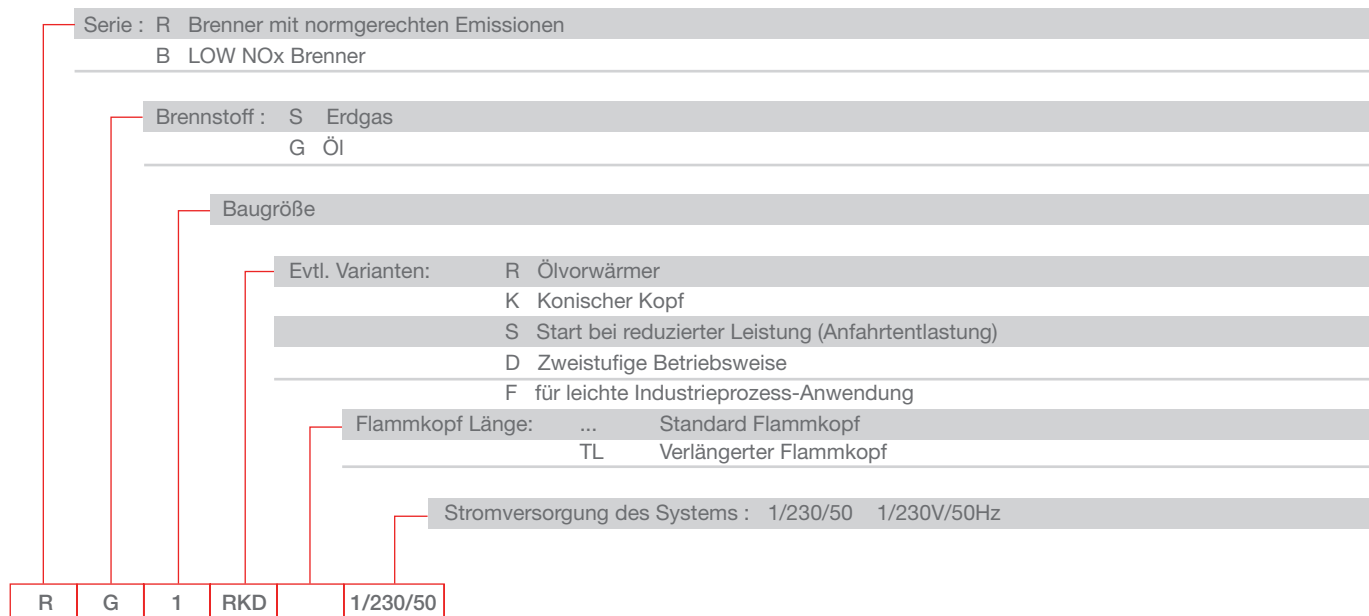 Serie : R Brenner mit normgerechten Emissionen
B LOW NOx Brenner
Brennstoff : S Erdgas
G Öl
Baugröße
Evtl. Varianten: R Ölvorwärmer
K Konischer Kopf
S Start bei reduzierter Leistung (Anfahrtentlastung)
D Zweistufige Betriebsweise
F für leichte Industrieprozess-Anwendung
Flammkopf Länge: ... Standard Flammkopf
TL Verlängerter Flammkopf
Stromversorgung des Systems : 1/230/50 1/230V/50Hz
R G 1 RKD 1/230/50